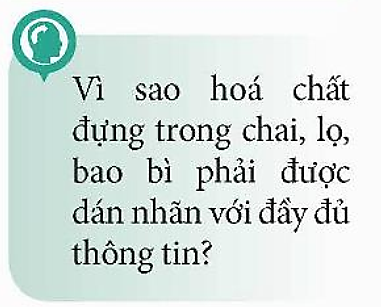 Vì sao hoá chất
đựng trong chai, lọ,
bao bì phải được
dán nhãn với đầy đủ
thông tin?